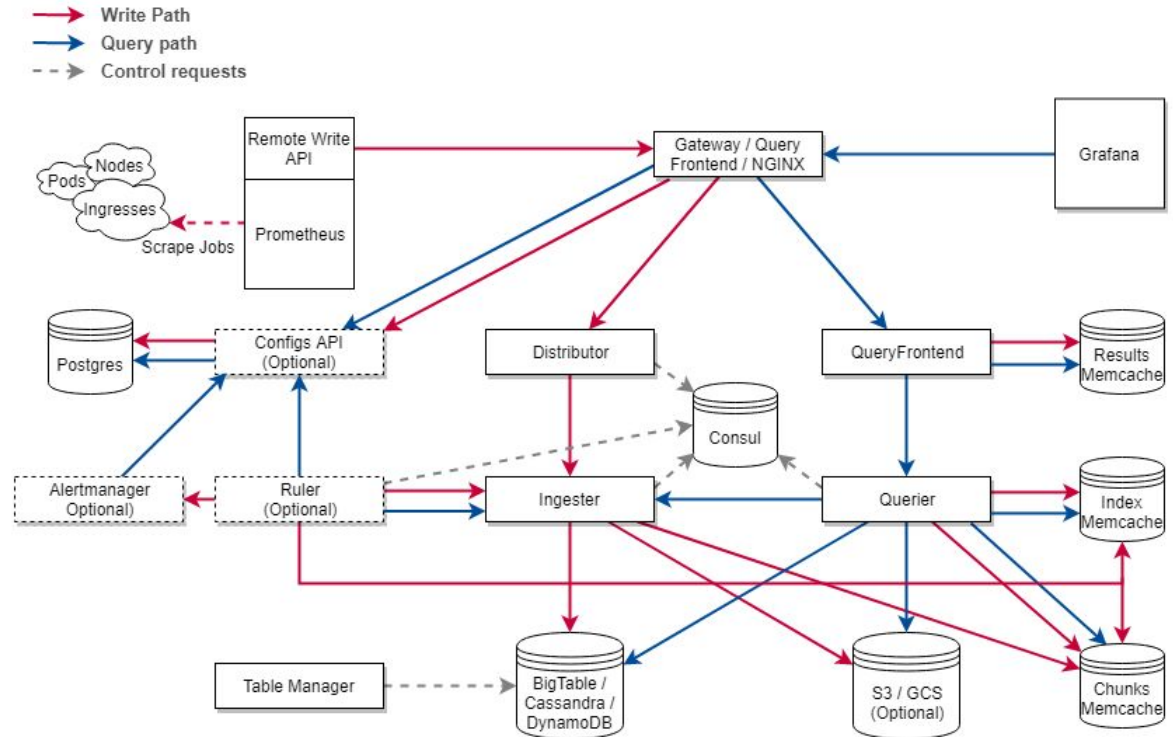 Write Path
Query path
Control requests
Remote Write
API
Gateway / Query
Frontend / NGINX
Grafana
Nodes
Pods
Ingresses
Prometheus
Scrape Jobs
Postgres
Configs API
(Optional)
Distributor
QueryFrontend
Results
Memcache
Consul
Alertmanager
Optional)
Ruler
(Optional)
Ingester
Querier
Index
Memcache
Table Manager
BigTable /
Cassandra /
DynamoDB
S3 / GCS
(Optional)
Chunks
Memcache